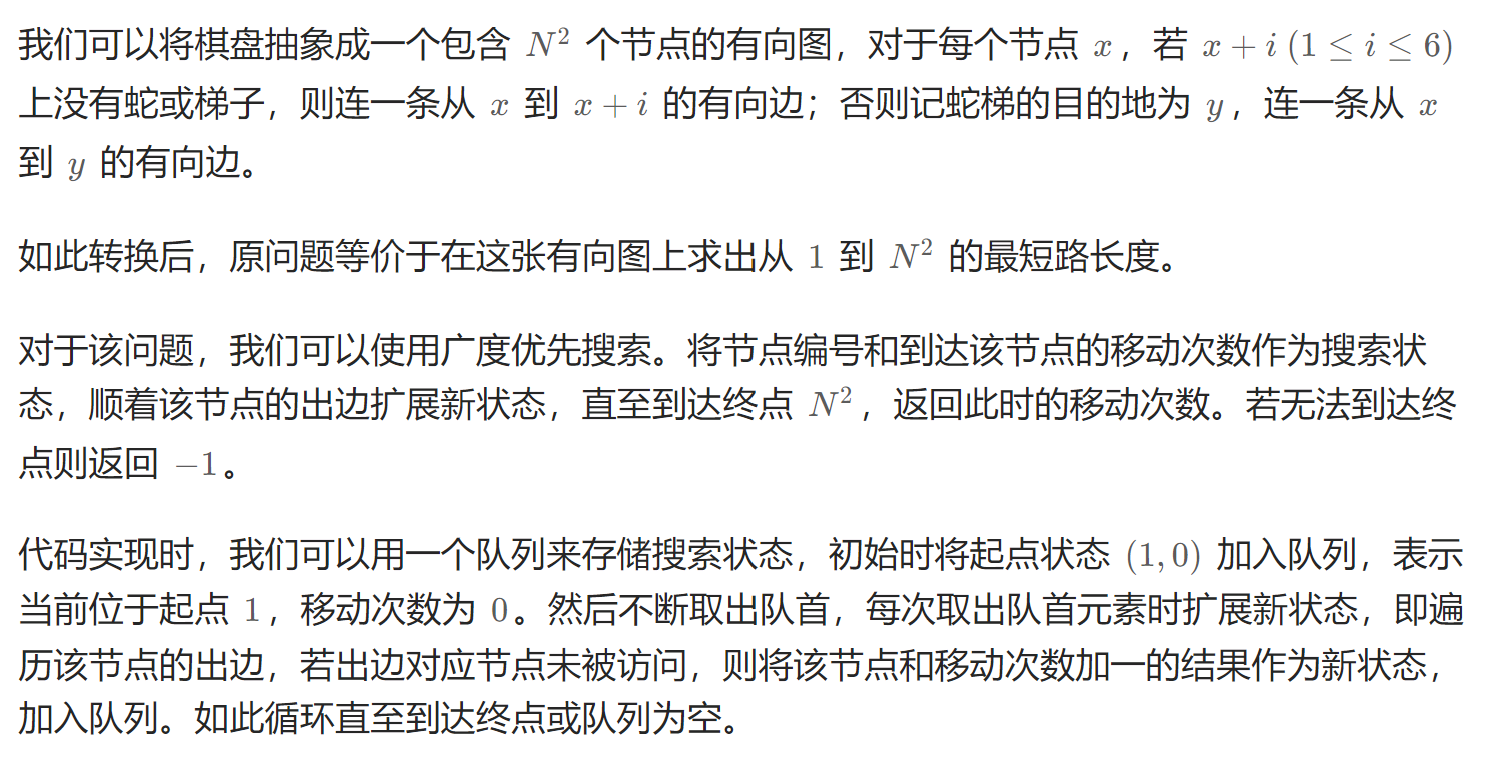 我们可以将棋盘抽象成一个包含 N² 个节点的有向图，对于每个节点 x，若 x + i (1 ≤ i ≤ 6)
上没有蛇或梯子，则连一条从 x 到 x + i 的有向边；否则记蛇梯的目的地为 y，连一条从 x
到 y 的有向边。
如此转换后，原问题等价于在这张有向图上求出从 1 到 N² 的最短路长度。
对于该问题，我们可以使用广度优先搜索。将节点编号和到达该节点的移动次数作为搜索状
态，顺着该节点的出边扩展新状态，直至到达终点 N²，返回此时的移动次数。若无法到达终
点则返回 −1。
代码实现时，我们可以用一个队列来存储搜索状态，初始时将起点状态 (1, 0) 加入队列，表示
当前位于起点 1，移动次数为 0。然后不断取出队首，每次取出队首元素时扩展新状态，即遍
历该节点的出边，若出边对应节点未被访问，则将该节点和移动次数加一的结果作为新状态，
加入队列。如此循环直至到达终点或队列为空。